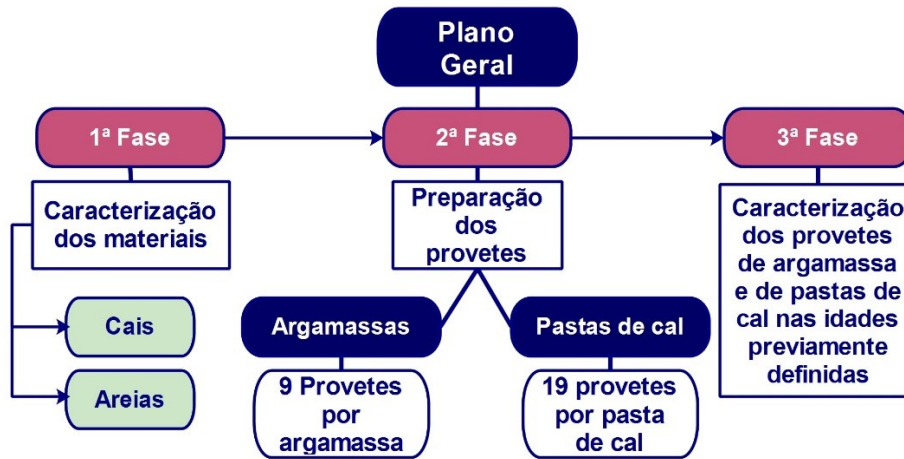 Plano
Geral
1ª Fase
2ª Fase
3ª Fase
Caracterização
dos materiais
Preparação
dos
provetes
Caracterização
dos provetes
de argamassa
e de pastas de
cal nas idades
previamente
definidas
Cais
Areias
Argamassas
Pastas de cal
9 Provetes
por
argamassa
19 provetes
por pasta
de cal